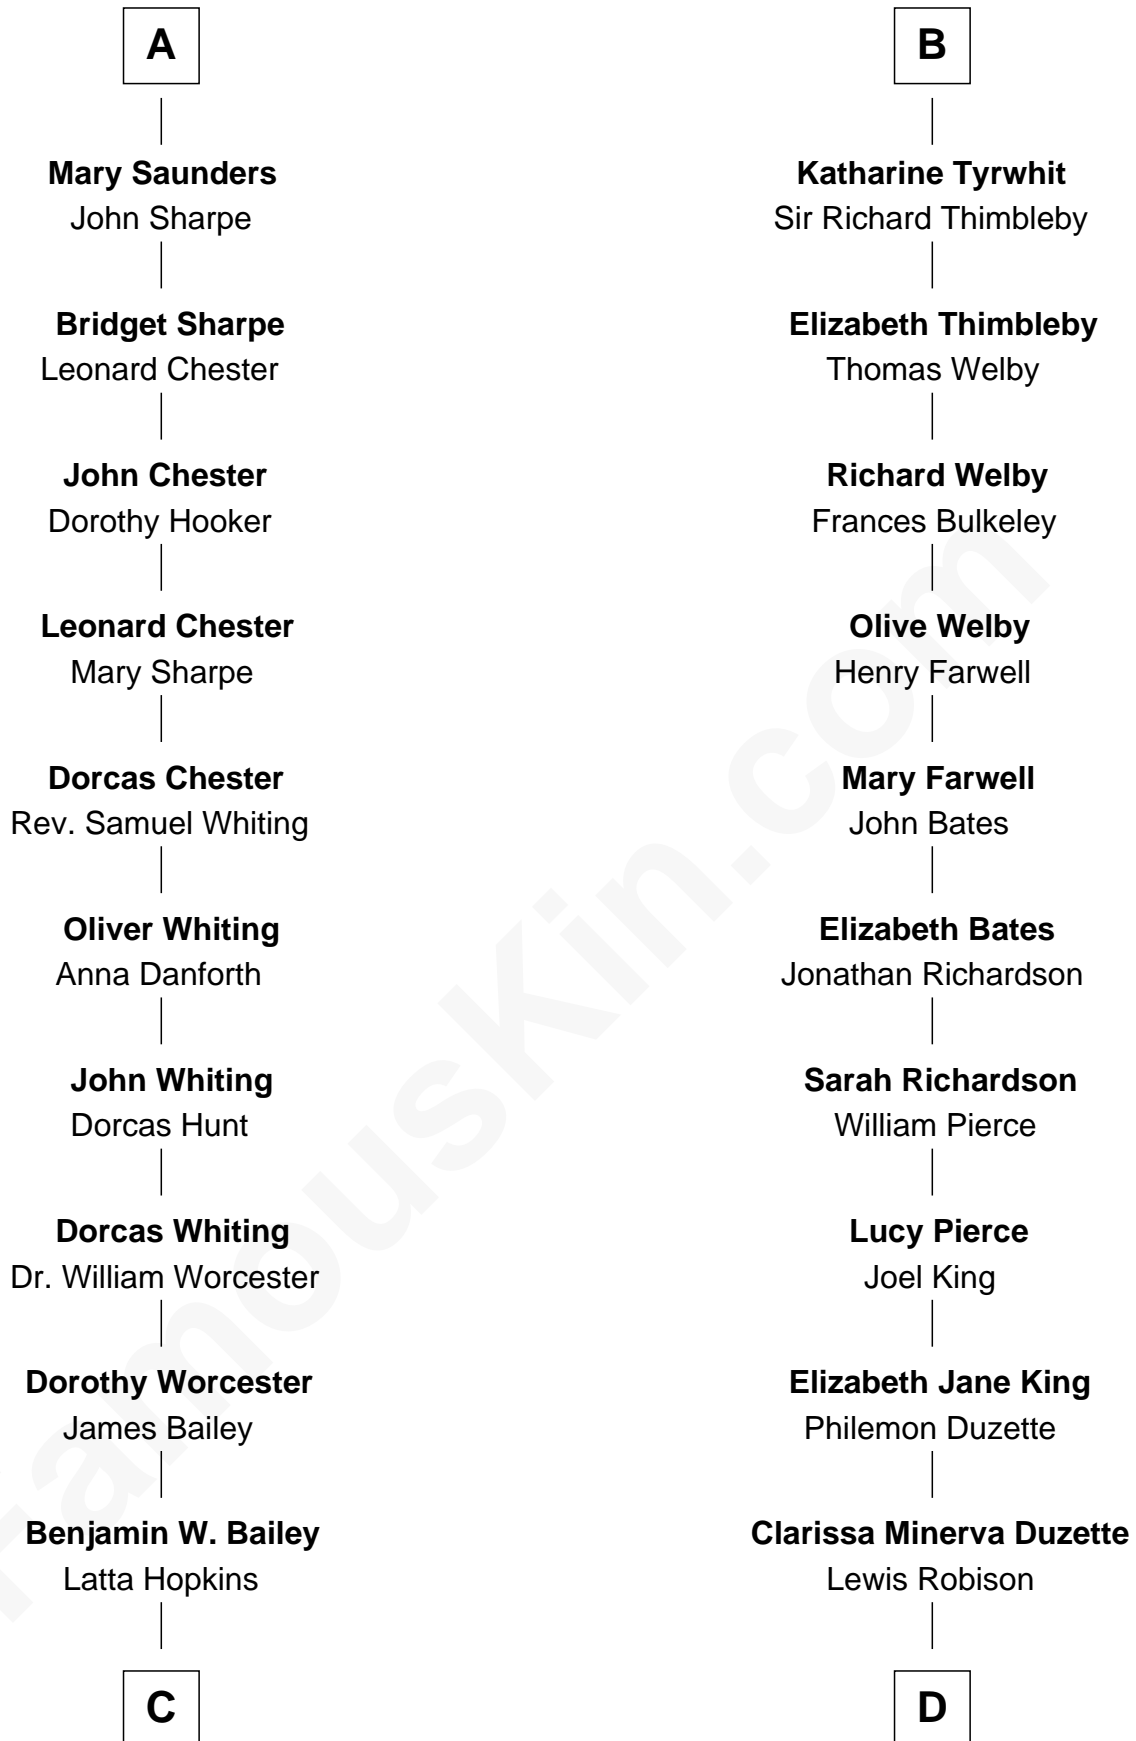 A
Mary Saunders
John Sharpe
Bridget Sharpe
Leonard Chester
John Chester
Dorothy Hooker
Leonard Chester
Mary Sharpe
Dorcas Chester
Rev. Samuel Whiting
Oliver Whiting
Anna Danforth
John Whiting
Dorcas Hunt
Dorcas Whiting
Dr. William Worcester
Dorothy Worcester
James Bailey
Benjamin W. Bailey
Latta Hopkins
C
B
Katharine Tyrwhit
Sir Richard Thimbleby
Elizabeth Thimbleby
Thomas Welby
Richard Welby
Frances Bulkeley
Olive Welby
Henry Farwell
Mary Farwell
John Bates
Elizabeth Bates
Jonathan Richardson
Sarah Richardson
William Pierce
Lucy Pierce
Joel King
Elizabeth Jane King
Philemon Duzette
Clarissa Minerva Duzette
Lewis Robison
D
FamousKin.com